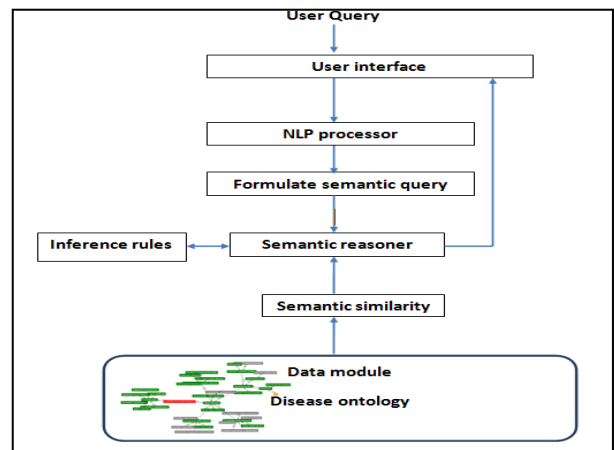 User Query
User interface
NLP processor
Formulate semantic query
Inference rules
Semantic reasoner
Semantic similarity
Data module
Disease ontology